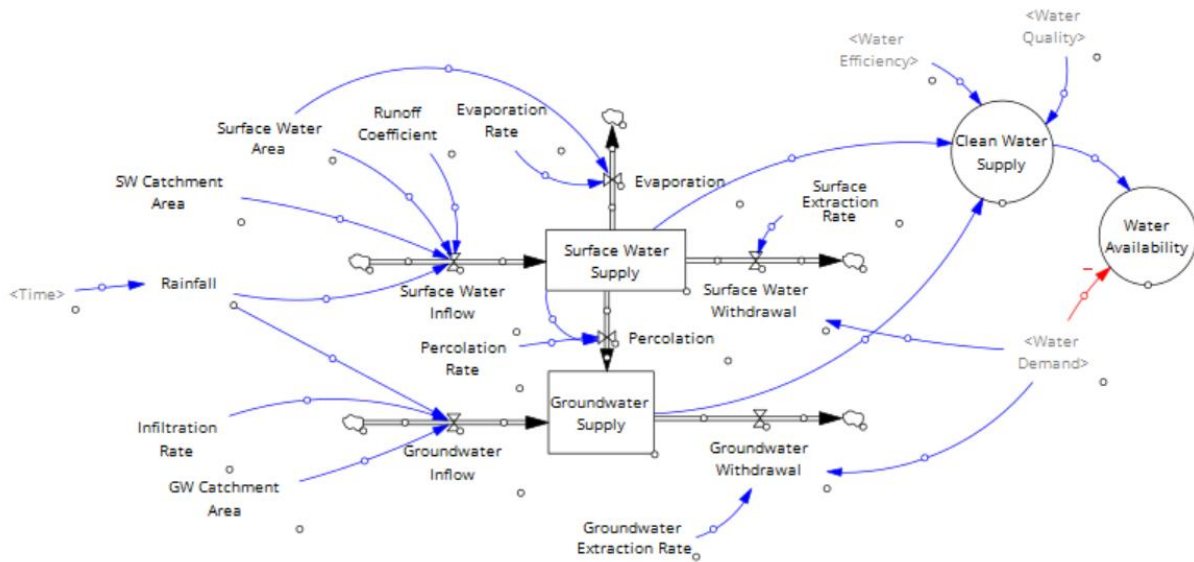 <Water
Efficiency>
<Water
Quality>
Surface Water
Area
Runoff
Coefficient
Evaporation
Rate
Clean Water
Supply
SW Catchment
Area
Evaporation
Surface
Extraction
Rate
Water
Availability
Surface Water
Supply
<Time>
Rainfall
Surface Water
Inflow
Surface Water
Withdrawal
–
Percolation
Rate
Percolation
<Water
Demand>
Infiltration
Rate
Groundwater
Supply
Groundwater
Inflow
Groundwater
Withdrawal
GW Catchment
Area
Groundwater
Extraction Rate